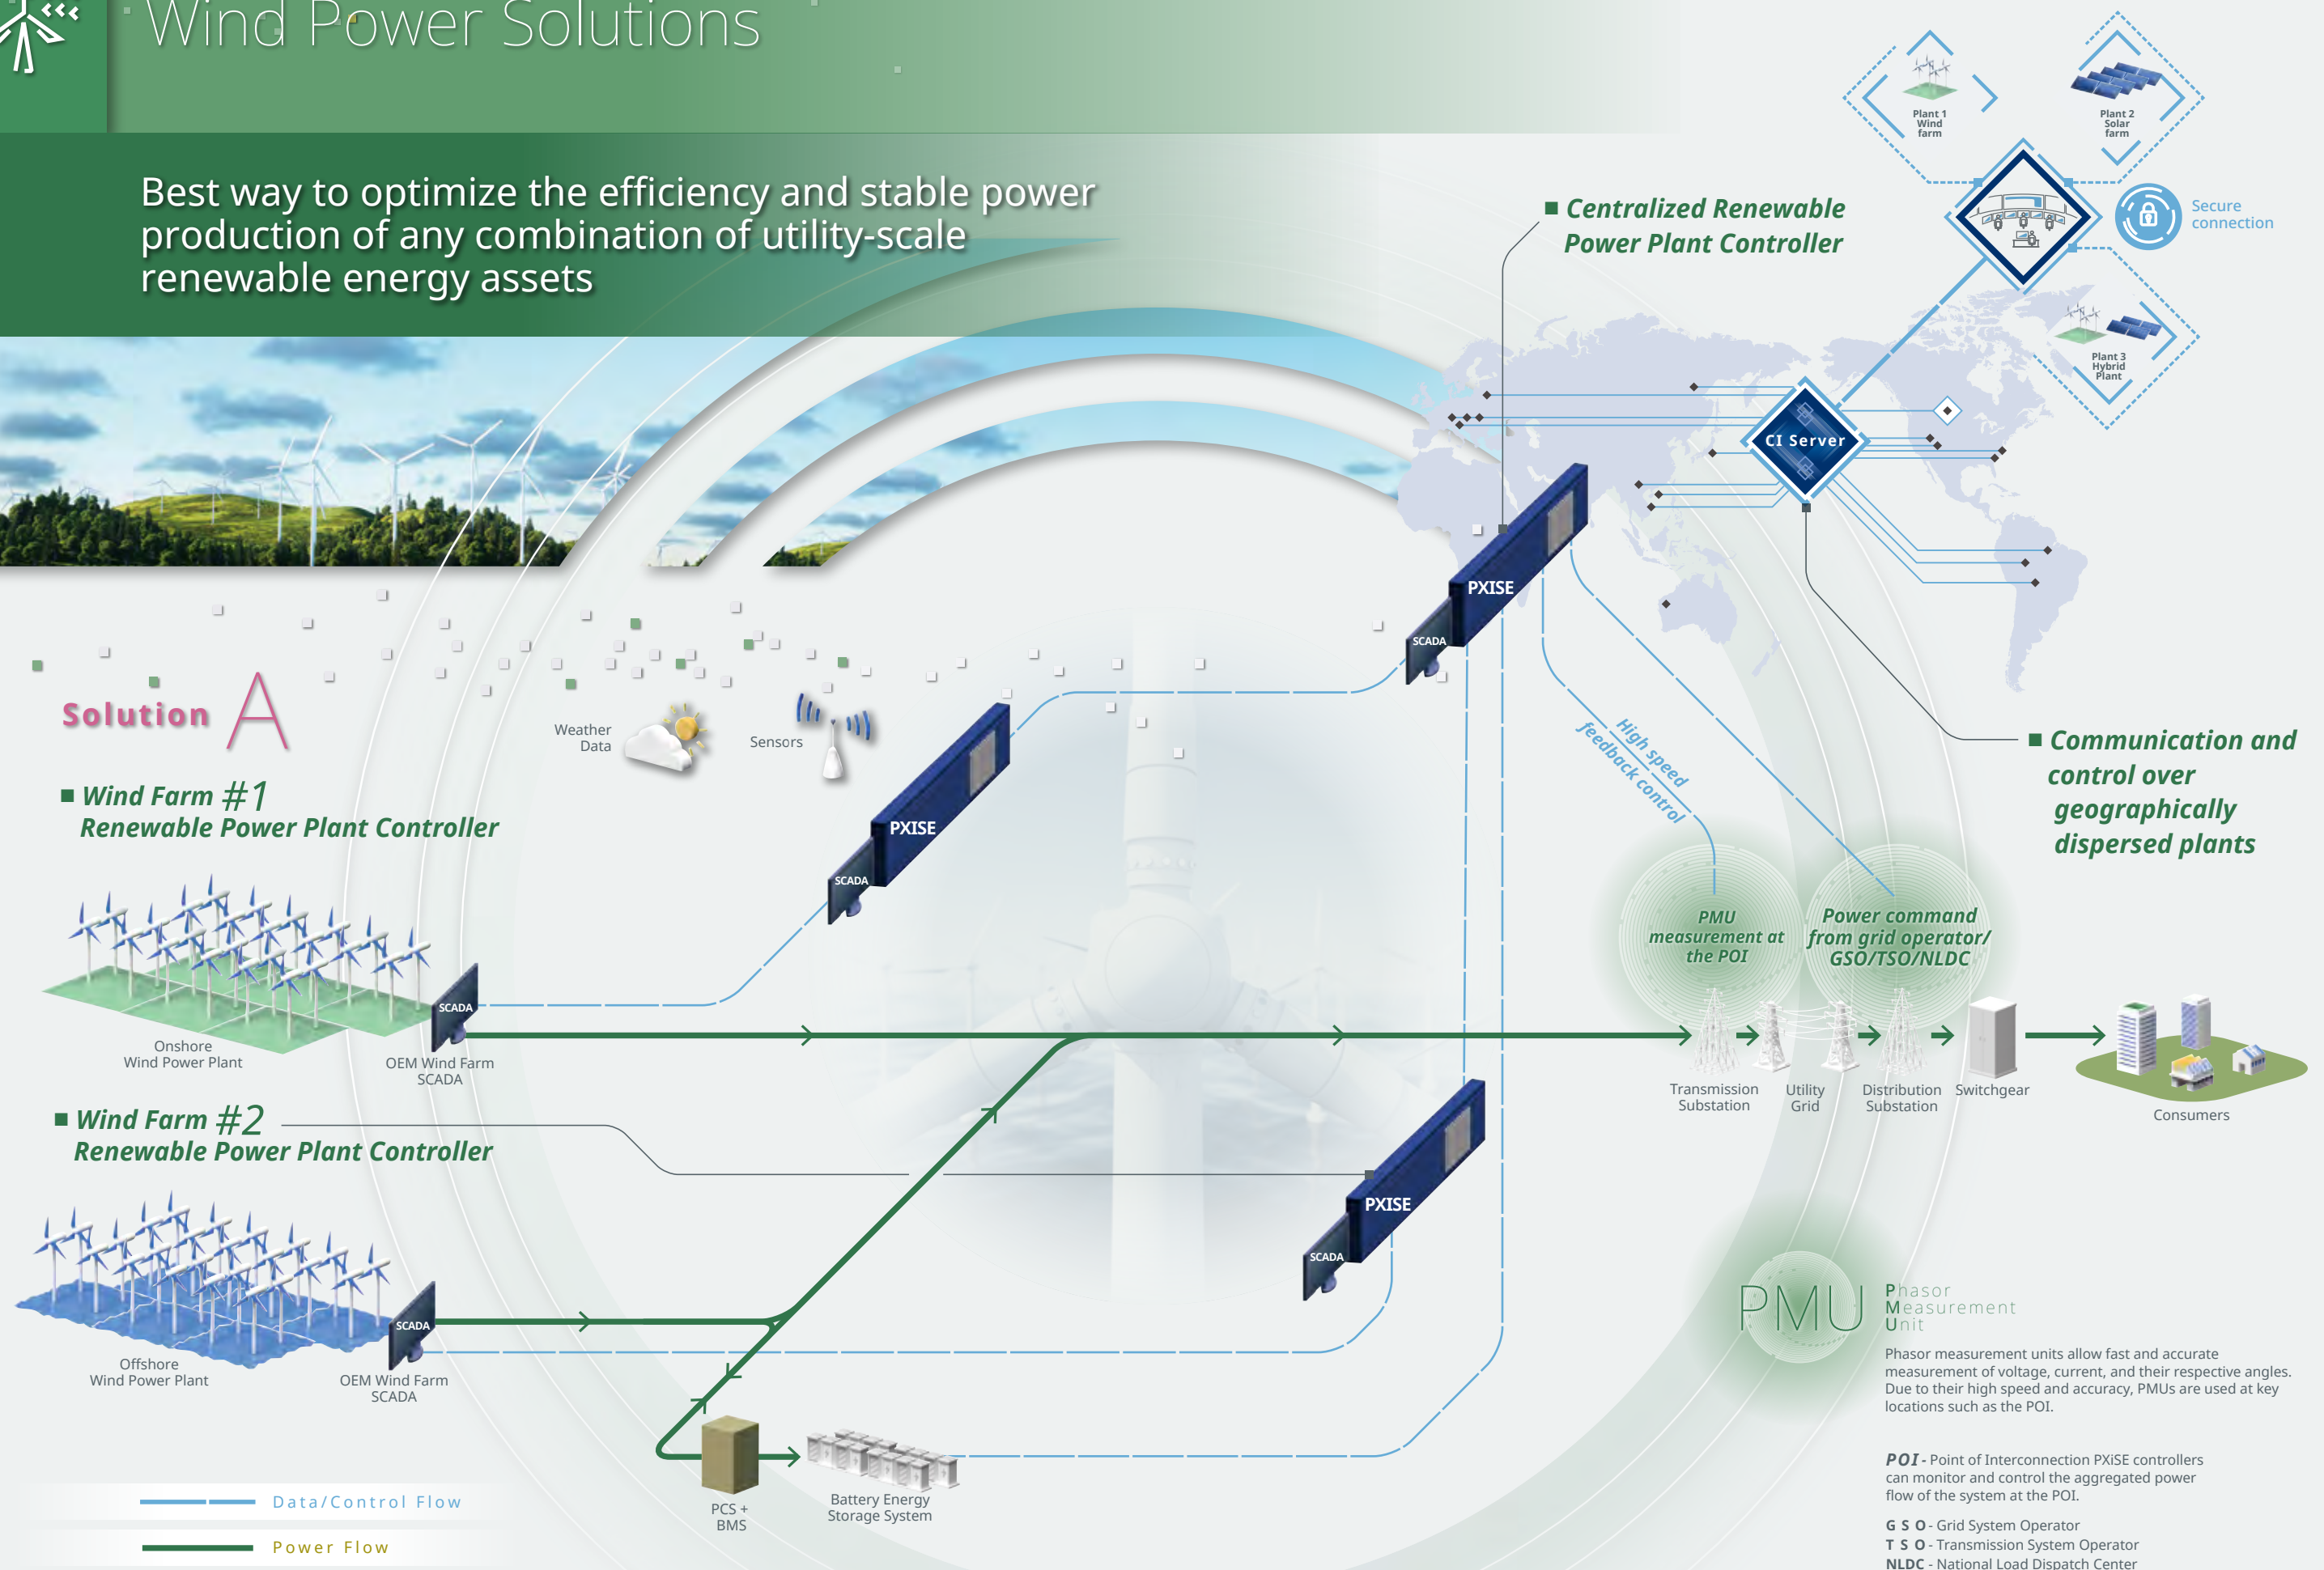 Wind Power Solutions
Best way to optimize the efficiency and stable power
production of any combination of utility-scale
renewable energy assets
Plant 1
Wind
farm
Plant 2
Solar
farm
Secure
connection
Centralized Renewable
Power Plant Controller
Plant 3
Hybrid
Plant
CI Server
PXISE
SCADA
Solution A
Weather
Data
Sensors
High speed
feedback control
Communication and
control over
geographically
dispersed plants
Wind Farm #1
Renewable Power Plant Controller
PXISE
SCADA
PMU
measurement at
the POI
Power command
from grid operator/
GSO/TSO/NLDC
SCADA
Onshore
Wind Power Plant
OEM Wind Farm
SCADA
Transmission
Substation
Utility
Grid
Distribution
Substation
Switchgear
Consumers
Wind Farm #2
Renewable Power Plant Controller
PXISE
SCADA
SCADA
Offshore
Wind Power Plant
OEM Wind Farm
SCADA
PMU
Phasor
Measurement
Unit
Phasor measurement units allow fast and accurate
measurement of voltage, current, and their respective angles.
Due to their high speed and accuracy, PMUs are used at key
locations such as the POI.
POI - Point of Interconnection PXiSE controllers
can monitor and control the aggregated power
flow of the system at the POI.
G S O - Grid System Operator
T S O - Transmission System Operator
NLDC - National Load Dispatch Center
PCS +
BMS
Battery Energy
Storage System
Data/Control Flow
Power Flow